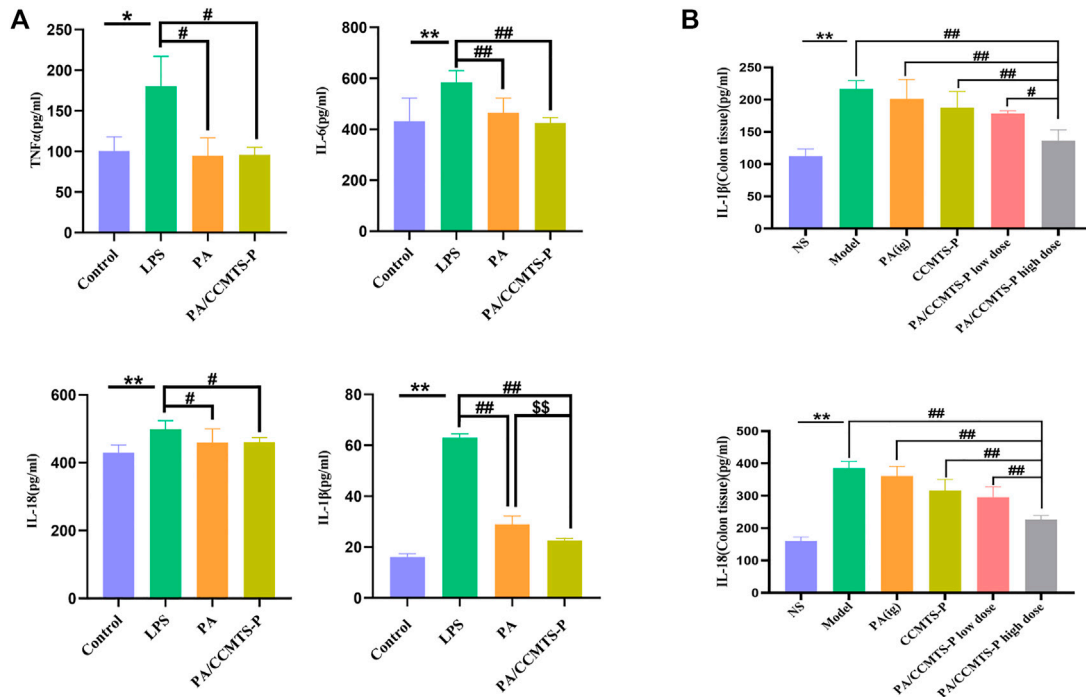 A
TNFα(pg/ml)
250
200
150
100
50
0
*
#
#
Control
LPS
PA
PA/CCMTS-P
IL-6(pg/ml)
800
600
400
200
0
**
##
##
Control
LPS
PA
PA/CCMTS-P
IL-18(pg/ml)
600
400
200
0
**
#
#
Control
LPS
PA
PA/CCMTS-P
IL-1β(pg/ml)
80
60
40
20
0
**
##
##
$$
Control
LPS
PA
PA/CCMTS-P
B
IL-1β(Colon tissue)(pg/ml)
250
200
150
100
50
0
**
##
##
##
#
NS
Model
PA(ig)
CCMTS-P
PA/CCMTS-P low dose
PA/CCMTS-P high dose
IL-18(Colon tissue)(pg/ml)
500
400
300
200
100
0
**
##
##
##
##
NS
Model
PA(ig)
CCMTS-P
PA/CCMTS-P low dose
PA/CCMTS-P high dose